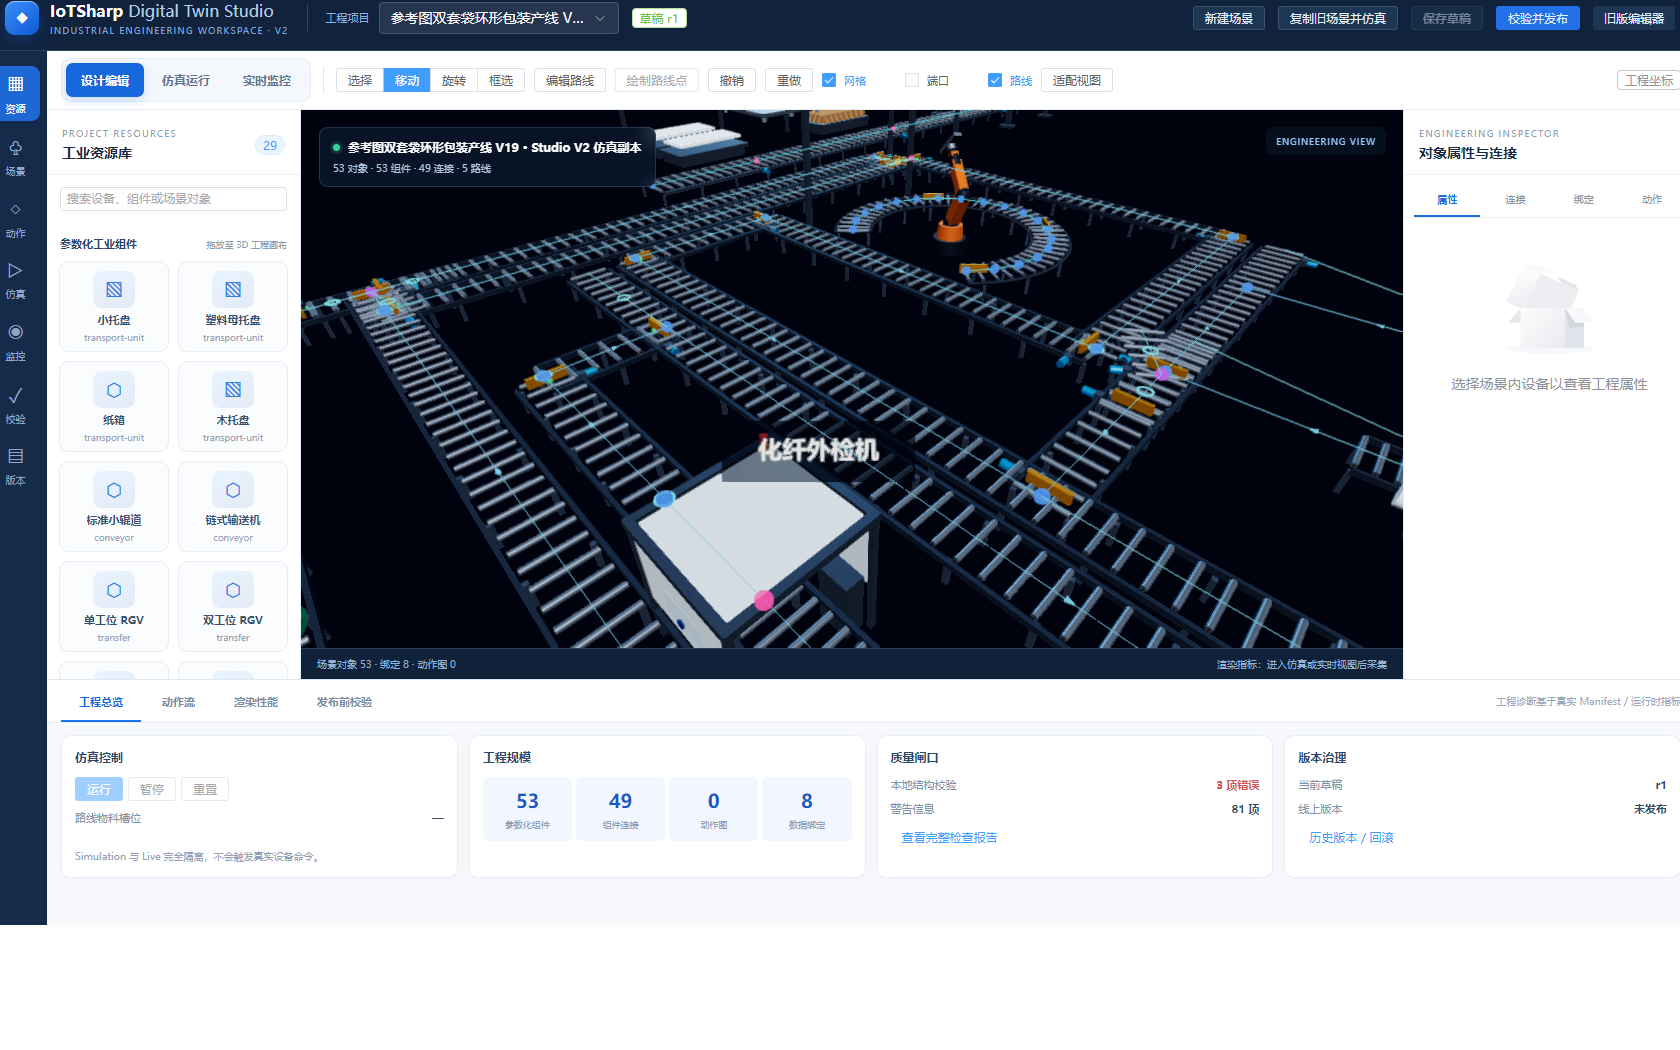 IoTSharp Digital Twin Studio
INDUSTRIAL ENGINEERING WORKSPACE · V2
工程项目
参考图双套袋环形包装产线 V...
草稿 r1
新建场景
复制旧场景并仿真
保存草稿
校验并发布
旧版编辑器
资源
场景
动作
仿真
监控
校验
版本
设计编辑
仿真运行
实时监控
选择
移动
旋转
框选
编辑路线
绘制路线点
撤销
重做
网格
端口
路线
适配视图
工程坐标
PROJECT RESOURCES
工业资源库
29
搜索设备、组件或场景对象
参数化工业组件
拖放至 3D 工程画布
小托盘
transport-unit
塑料母托盘
transport-unit
纸箱
transport-unit
木托盘
transport-unit
标准小辊道
conveyor
链式输送机
conveyor
单工位 RGV
transfer
双工位 RGV
transfer
参考图双套袋环形包装产线 V19 · Studio V2 仿真副本
53 对象 · 53 组件 · 49 连接 · 5 路线
ENGINEERING VIEW
化纤外检机
场景对象 53 · 绑定 8 · 动作图 0
渲染指标：进入仿真或实时视图后采集
ENGINEERING INSPECTOR
对象属性与连接
属性
连接
绑定
动作
选择场景内设备以查看工程属性
工程总览
动作流
渲染性能
发布前校验
工程诊断基于真实 Manifest / 运行时指标
仿真控制
运行
暂停
重置
路线物料槽位
—
Simulation 与 Live 完全隔离，不会触发真实设备命令。
工程规模
53
参数化组件
49
组件连接
0
动作图
8
数据绑定
质量闸口
本地结构校验
3 项错误
警告信息
81 项
查看完整检查报告
版本治理
当前草稿
r1
线上版本
未发布
历史版本 / 回滚